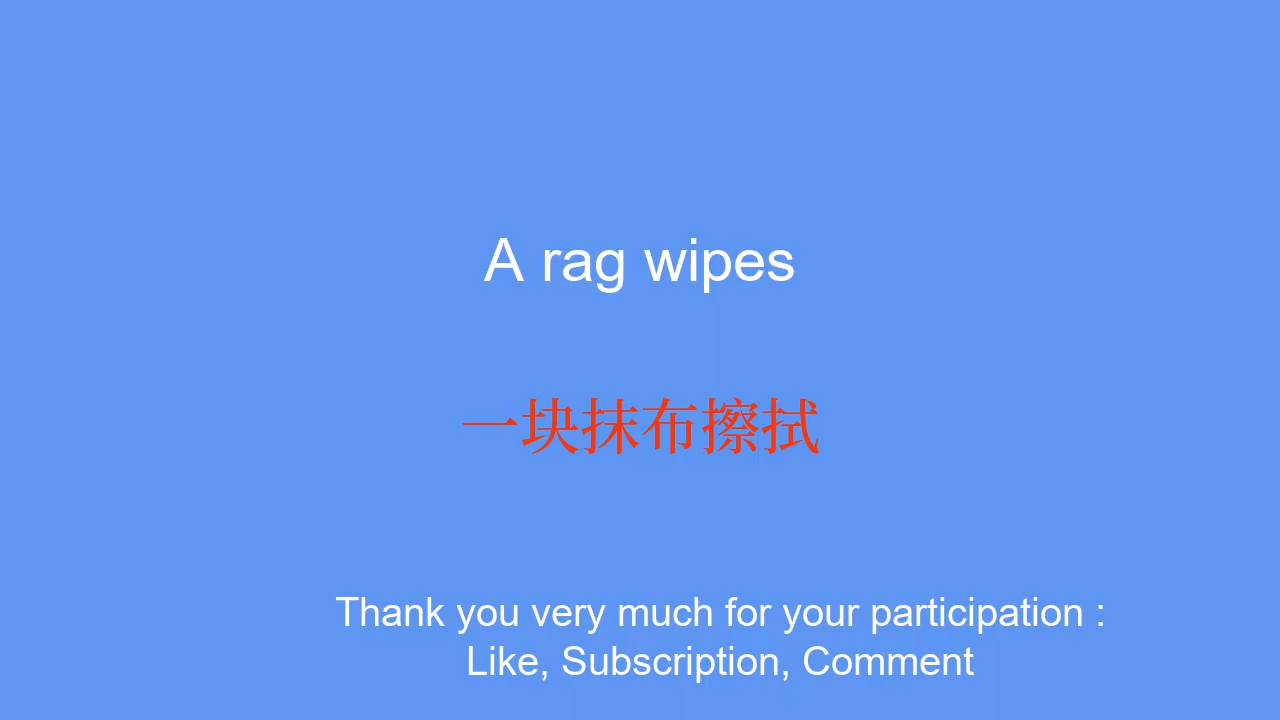 A rag wipes
一块抹布擦拭
Thank you very much for your participation :
Like, Subscription, Comment